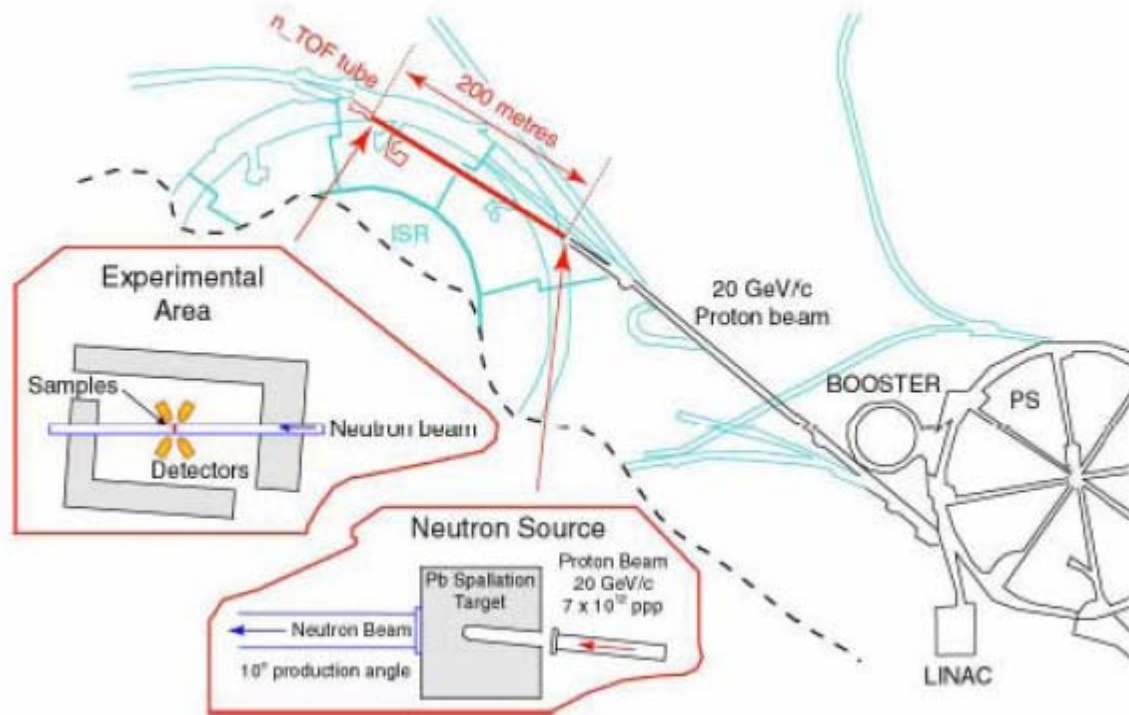 n_TOF tube
200 metres
ISR
20 GeV/c
Proton beam
BOOSTER
PS
LINAC
Experimental
Area
Samples
Neutron beam
Detectors
Neutron Source
Pb Spallation
Target
Proton Beam
20 GeV/c
7 x 10¹² ppp
Neutron Beam
10° production angle